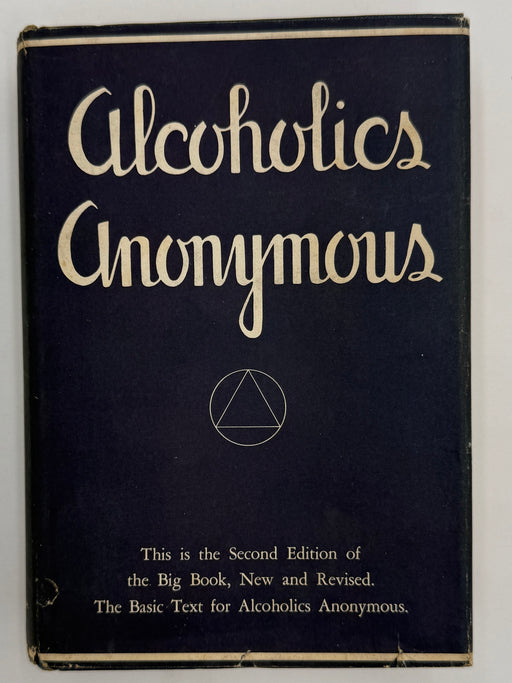 Alcoholics
Anonymous
This is the Second Edition of
the Big Book, New and Revised.
The Basic Text for Alcoholics Anonymous.